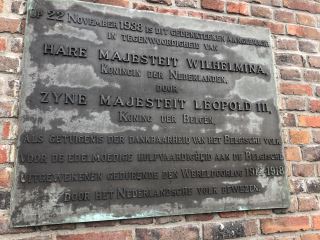 OP 22 NOVEMBER 1938 IS DIT GEDENKTEEKEN AANGEBODEN
IN TEGENWOORDIGHEID VAN
HARE MAJESTEIT WILHELMINA,
KONINGIN DER NEDERLANDEN,
DOOR
ZYNE MAJESTEIT LEOPOLD III,
KONING DER BELGEN,
ALS GETUIGENIS DER DANKBAARHEID VAN HET BELGISCHE VOLK
VOOR DE EDELMOEDIGE HULPVAARDIGHEID AAN DE BELGISCHE
UITGEWEKENEN GEDURENDE DEN WERELDOORLOG 1914-1918
DOOR HET NEDERLANDSCHE VOLK BEWEZEN.